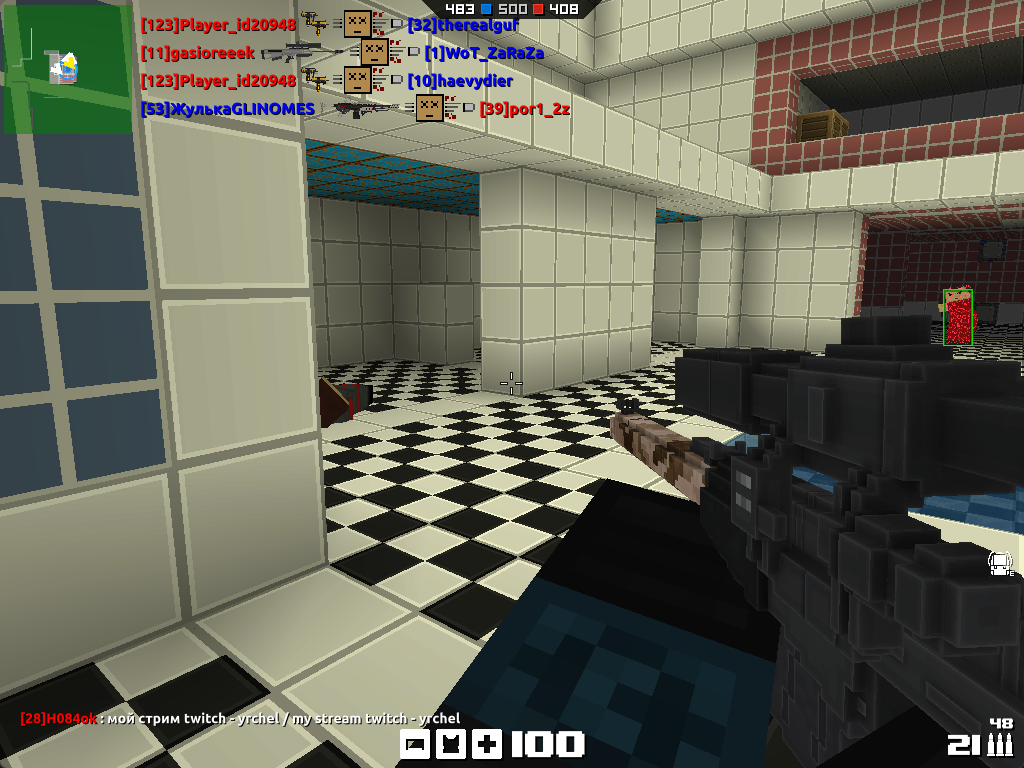 483 500 408
[123]Player_id20948 [32]therealguf
[11]gasioreeek [1]WoT_ZaRaZa
[123]Player_id20948 [10]haevydier
[53]ЖулькаGLINOMES [39]por1_2z
[28]H084ok : мой стрим twitch - yrchel / my stream twitch - yrchel
100
48
21